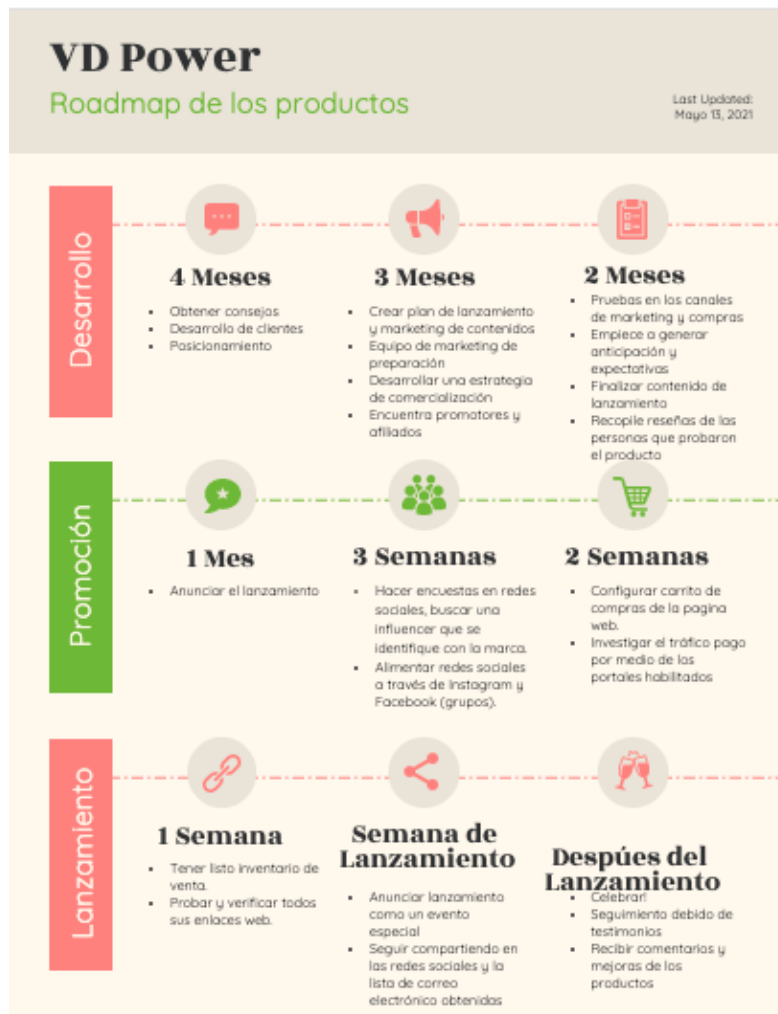 VD Power
Roadmap de los productos
Last Updated:
Mayo 13, 2021
Desarrollo
4 Meses
▪ Obtener consejos
▪ Desarrollo de clientes
▪ Posicionamiento
3 Meses
▪ Crear plan de lanzamiento
y marketing de contenidos
▪ Equipo de marketing de
preparación
▪ Desarrollar una estrategia
de comercialización
▪ Encuentra promotores y
afiliados
2 Meses
▪ Pruebas en los canales
de marketing y compras
▪ Empiece a generar
anticipación y
expectativas
▪ Finalizar contenido de
lanzamiento
▪ Recopile reseñas de las
personas que probaron
el producto
Promoción
1 Mes
▪ Anunciar el lanzamiento
3 Semanas
▪ Hacer encuestas en redes
sociales, buscar una
influencer que se
identifique con la marca.
▪ Alimentar redes sociales
a través de Instagram y
Facebook (grupos).
2 Semanas
▪ Configurar carrito de
compras de la pagina
web.
▪ Investigar el tráfico pago
por medio de los
portales habilitados
Lanzamiento
1 Semana
▪ Tener listo inventario de
venta.
▪ Probar y verificar todos
sus enlaces web.
Semana de
Lanzamiento
▪ Anunciar lanzamiento
como un evento
especial
▪ Seguir compartiendo en
las redes sociales y la
lista de correo
electrónico obtenidas
Despúes del
Lanzamiento
▪ Celebrar!
▪ Seguimiento debido de
testimonios
▪ Recibir comentarios y
mejoras de los
productos